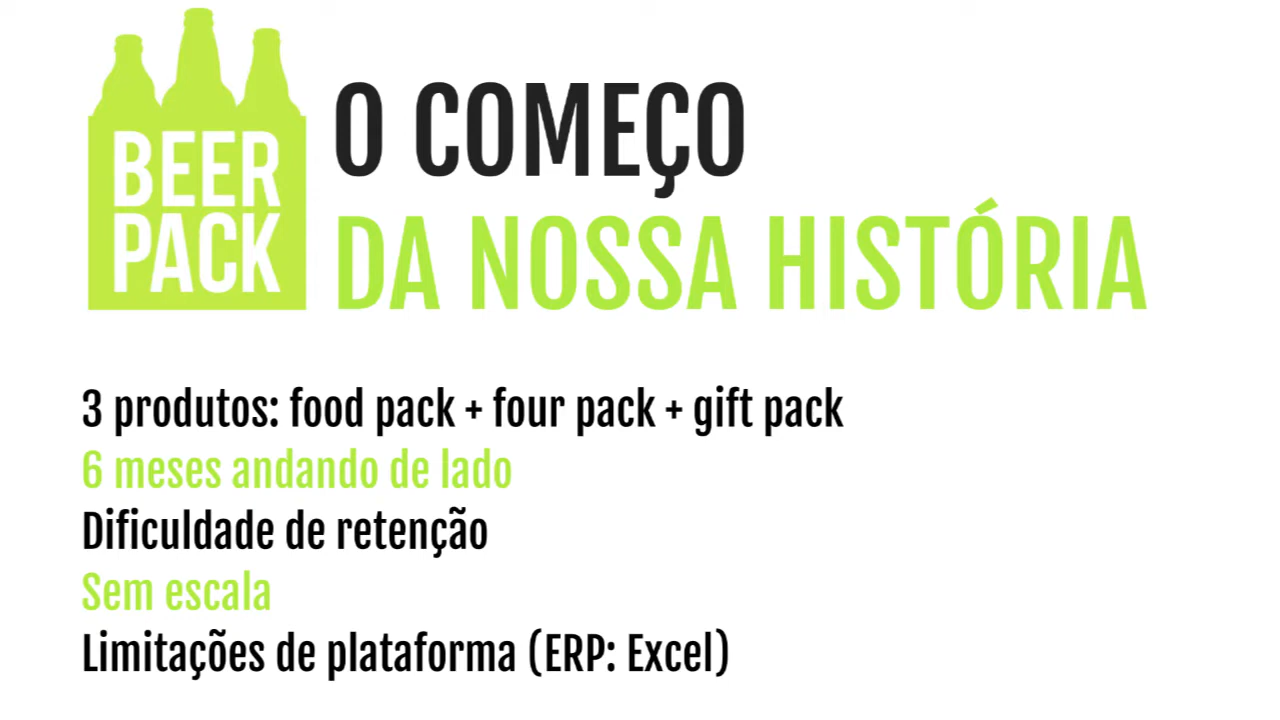 BEER
PACK
O COMEÇO
DA NOSSA HISTÓRIA
3 produtos: food pack + four pack + gift pack
6 meses andando de lado
Dificuldade de retenção
Sem escala
Limitações de plataforma (ERP: Excel)